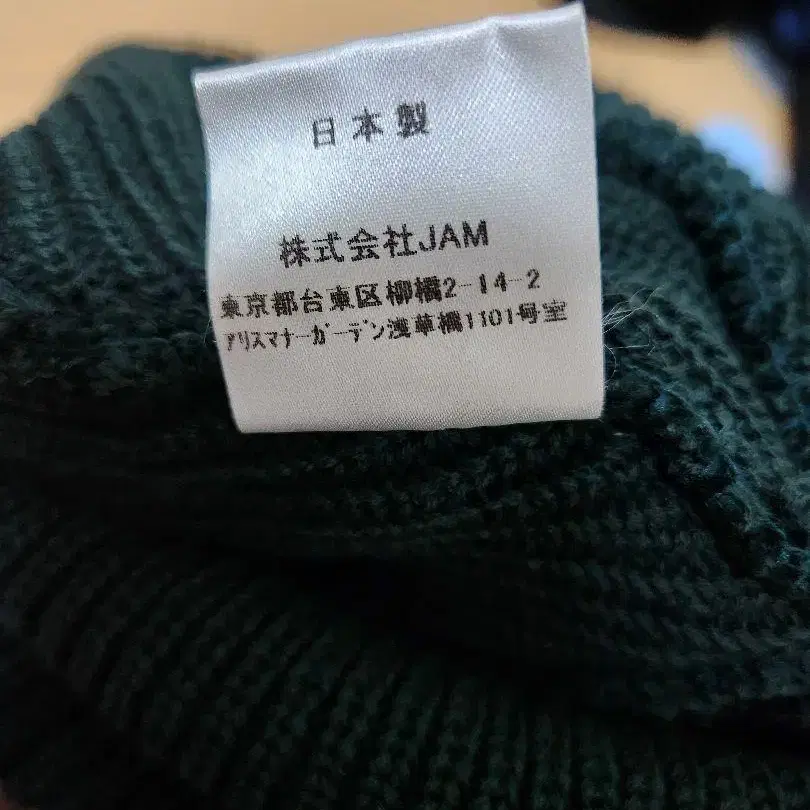 日本製
株式会社JAM
東京都台東区柳橋2-14-2
アリスマナーガーデン浅草橋1101号室